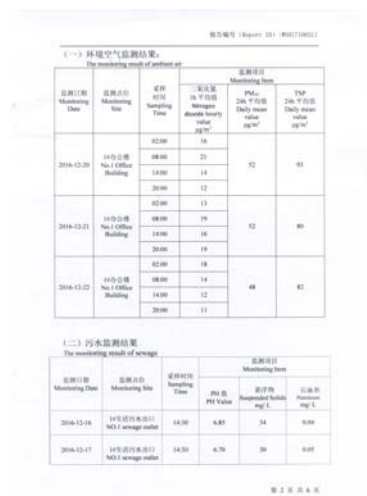 报告编号 (Report ID):
(一) 环境空气监测结果:
The monitoring result of ambient air
监测日期 Monitoring Date
监测点位 Monitoring Site
采样时间 Sampling Time
监测项目 Monitoring Item
二氧化氮 1h 平均值 Nitrogen dioxide hourly value μg/m³
PM₁₀ 24h 平均值 Daily mean value μg/m³
TSP 24h 平均值 Daily mean value μg/m³
2016-12-20
1#办公楼 No.1 Office Building
02:00 16
08:00 21
14:00 14
20:00 12
52
93
2016-12-21
1#办公楼 No.1 Office Building
02:00 13
08:00 19
14:00 16
20:00 19
52
80
2016-12-22
1#办公楼 No.1 Office Building
02:00 18
08:00 14
14:00 12
20:00 11
48
82
(二) 污水监测结果
The monitoring result of sewage
监测日期 Monitoring Date
监测点位 Monitoring Site
采样时间 Sampling Time
监测项目 Monitoring Item
PH 值 PH Value
悬浮物 Suspended Solids mg/L
石油类 Petroleum mg/L
2016-12-16
1#生活污水出口 NO.1 sewage outlet
14:30 6.85 34 0.04
2016-12-17
1#生活污水出口 NO.1 sewage outlet
14:50 6.70 30 0.05
第 2 页 共 6 页